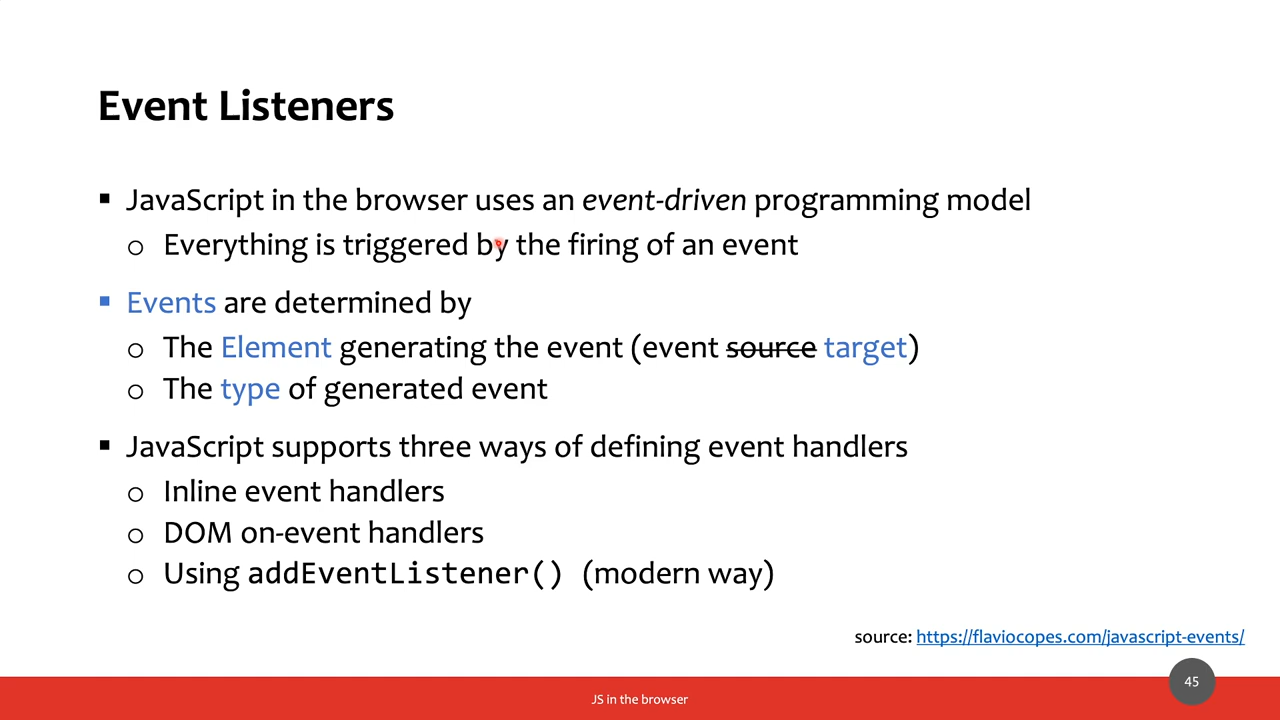 Event Listeners
▪ JavaScript in the browser uses an event-driven programming model
o Everything is triggered by the firing of an event
▪ Events are determined by
o The Element generating the event (event source target)
o The type of generated event
▪ JavaScript supports three ways of defining event handlers
o Inline event handlers
o DOM on-event handlers
o Using addEventListener() (modern way)
source: https://flaviocopes.com/javascript-events/
45
JS in the browser